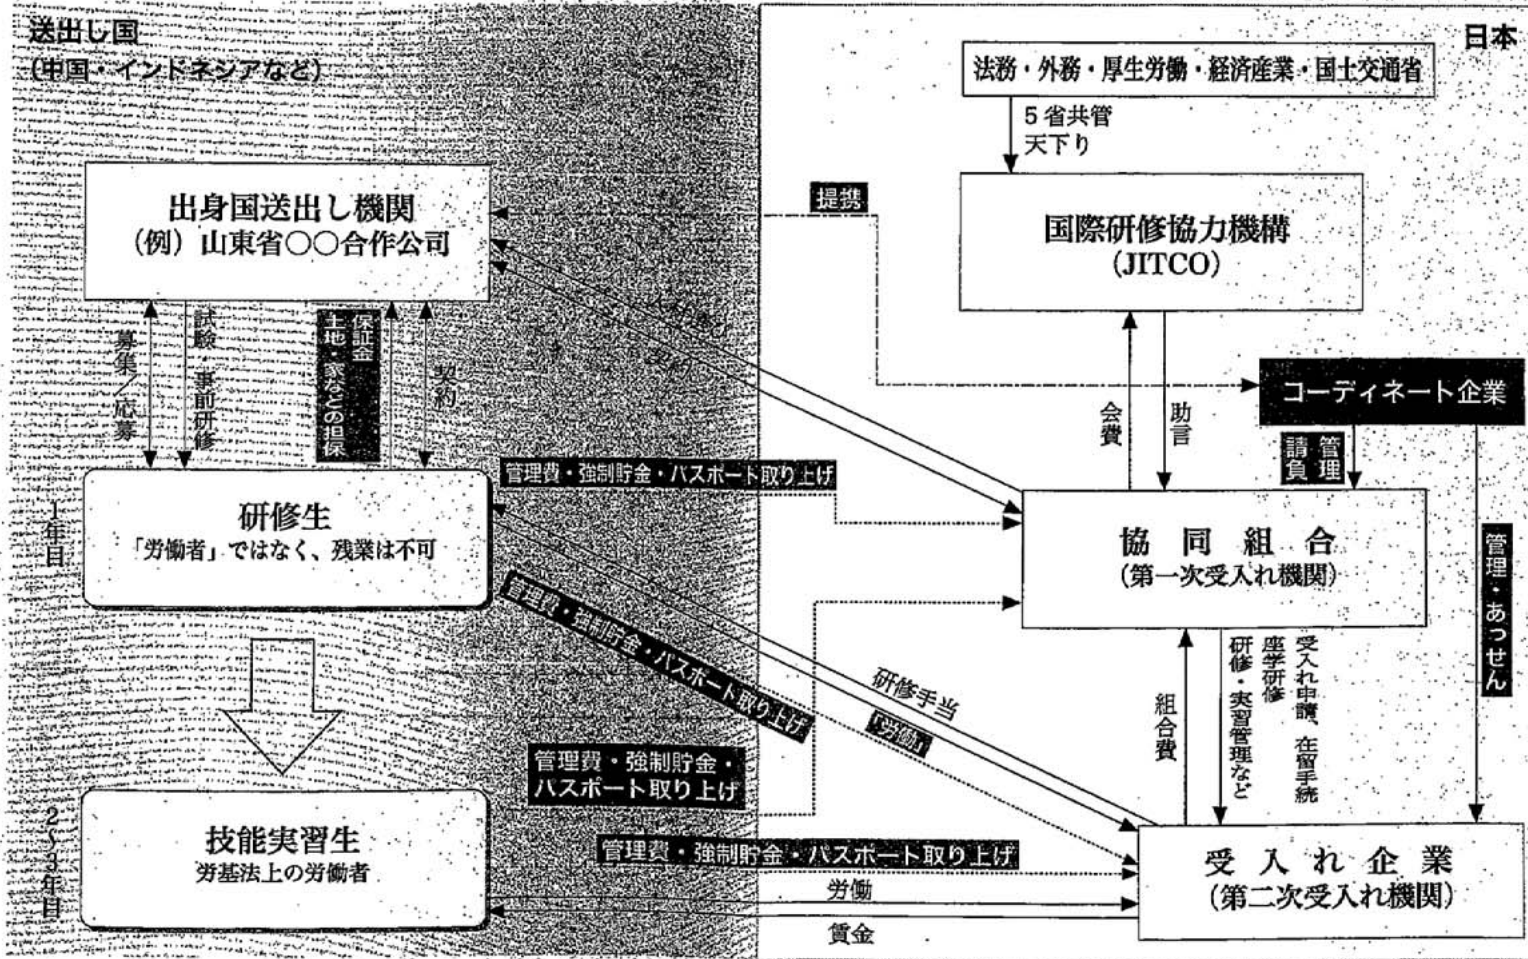 送出し国
(中国・インドネシアなど)
日本
法務・外務・厚生労働・経済産業・国土交通省
5省共管
天下り
出身国送出し機関
(例)山東省〇〇合作公司
提携
国際研修協力機構
(JITCO)
募集/応募
試験・事前研修
保証金
土地・家などの担保
契約
契約
会費
助言
コーディネート企業
管理
請負
1年目
研修生
「労働者」ではなく、残業は不可
管理費・強制貯金・パスポート取り上げ
協同組合
(第一次受入れ機関)
管理・あっせん
管理費・強制貯金・パスポート取り上げ
研修手当
「労働」
組合費
受入れ申請、在留手続
座学研修
研修・実習管理など
管理費・強制貯金・
パスポート取り上げ
2〜3年目
技能実習生
労基法上の労働者
管理費・強制貯金・パスポート取り上げ
労働
賃金
受入れ企業
(第二次受入れ機関)